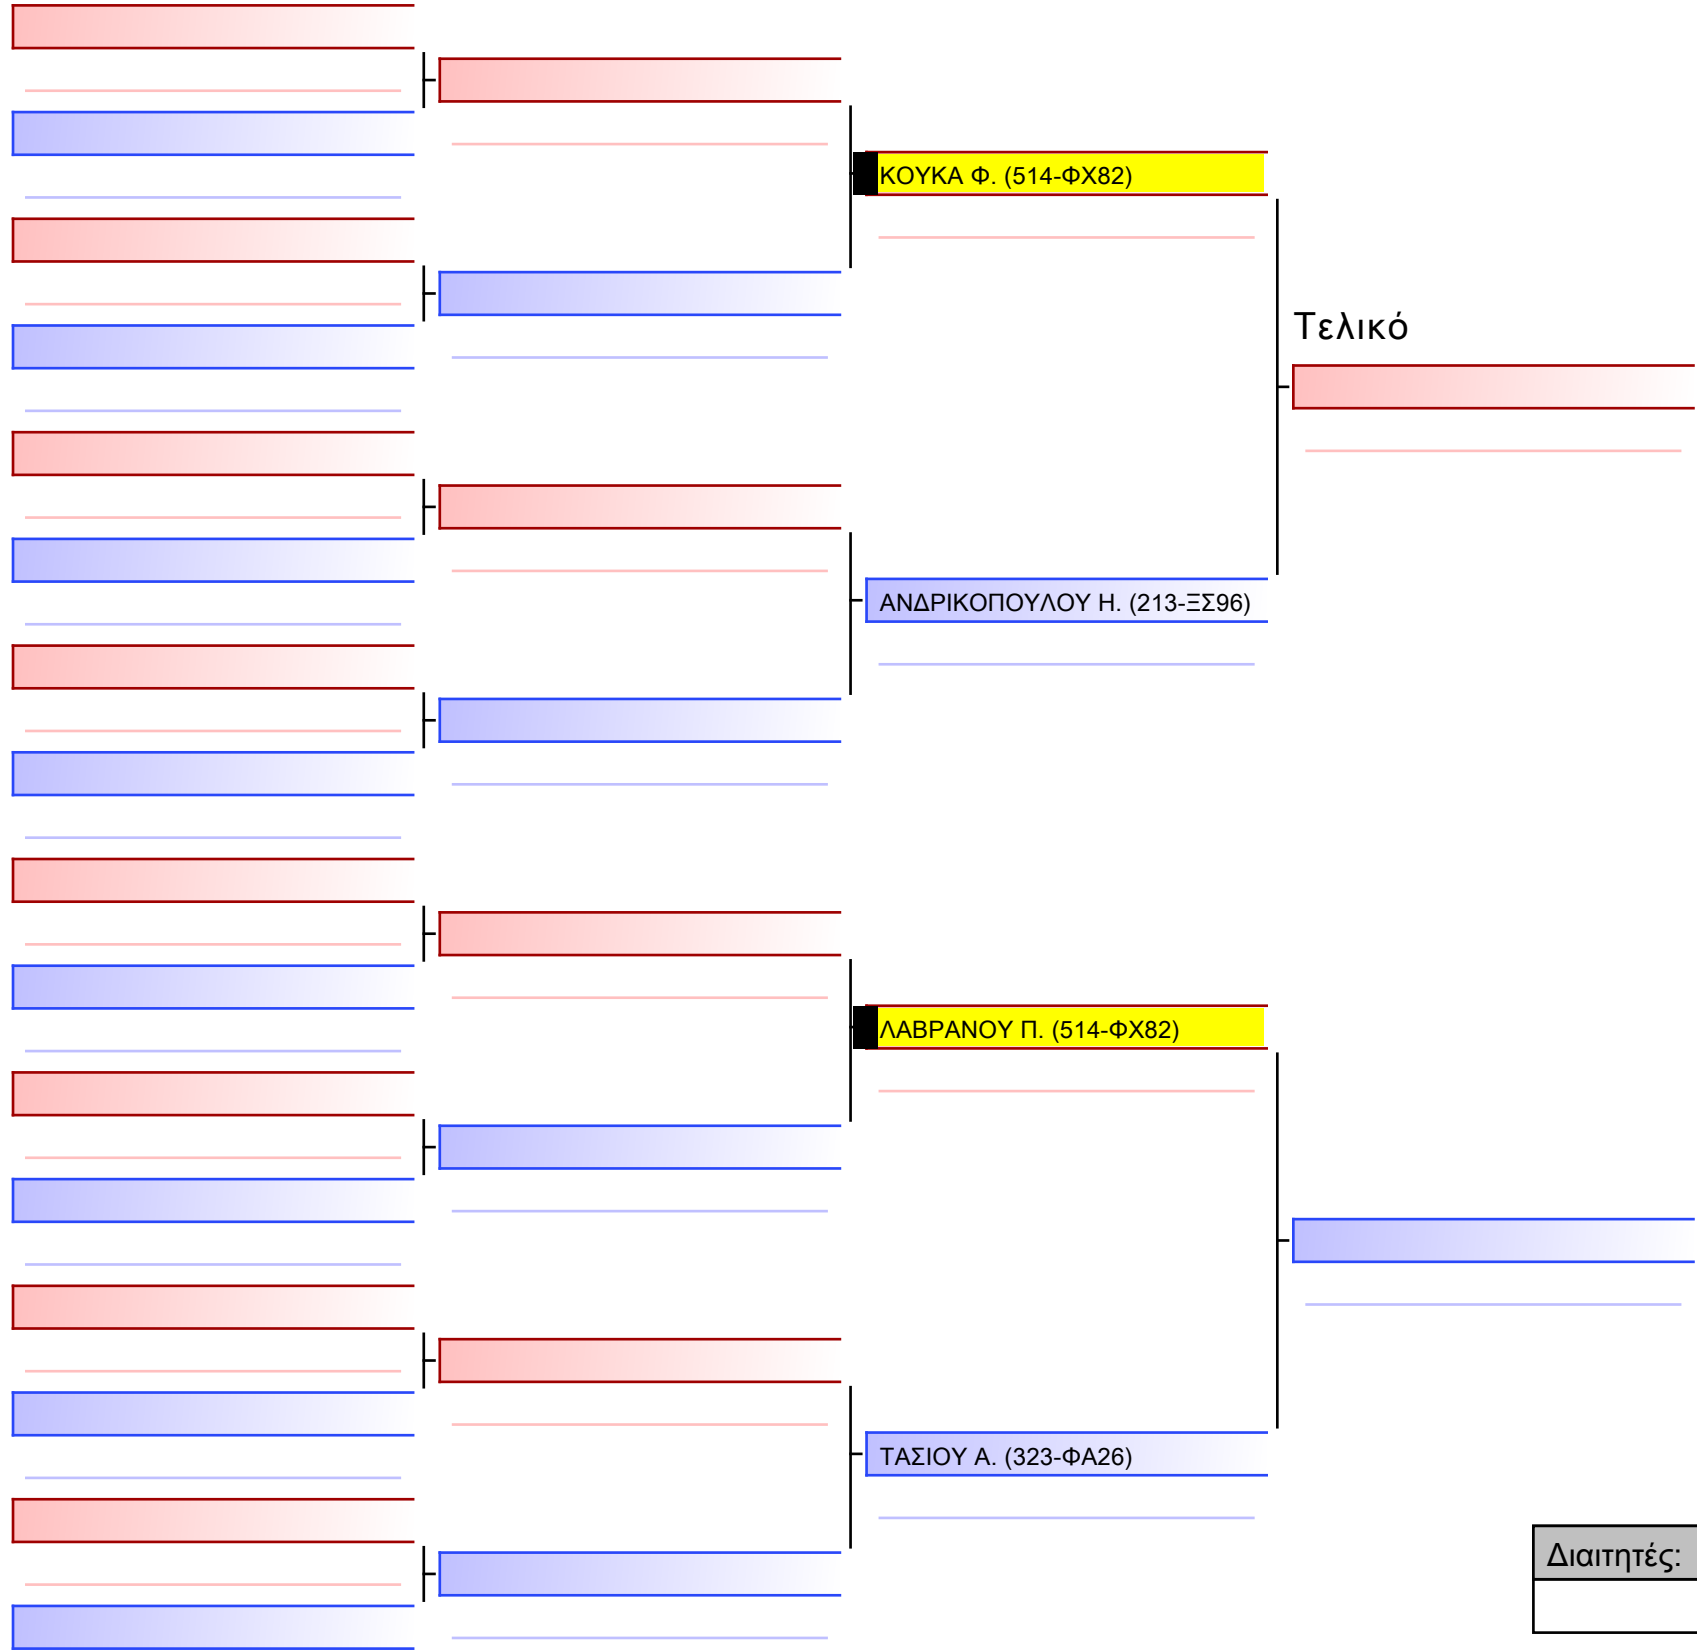 ΚΟΥΚΑ Φ. (514-ΦΧ82)
Τελικό
ΑΝΔΡΙΚΟΠΟΥΛΟΥ Η. (213-ΞΣ96)
ΛΑΒΡΑΝΟΥ Π. (514-ΦΧ82)
ΤΑΣΙΟΥ Α. (323-ΦΑ26)
Διαιτητές: